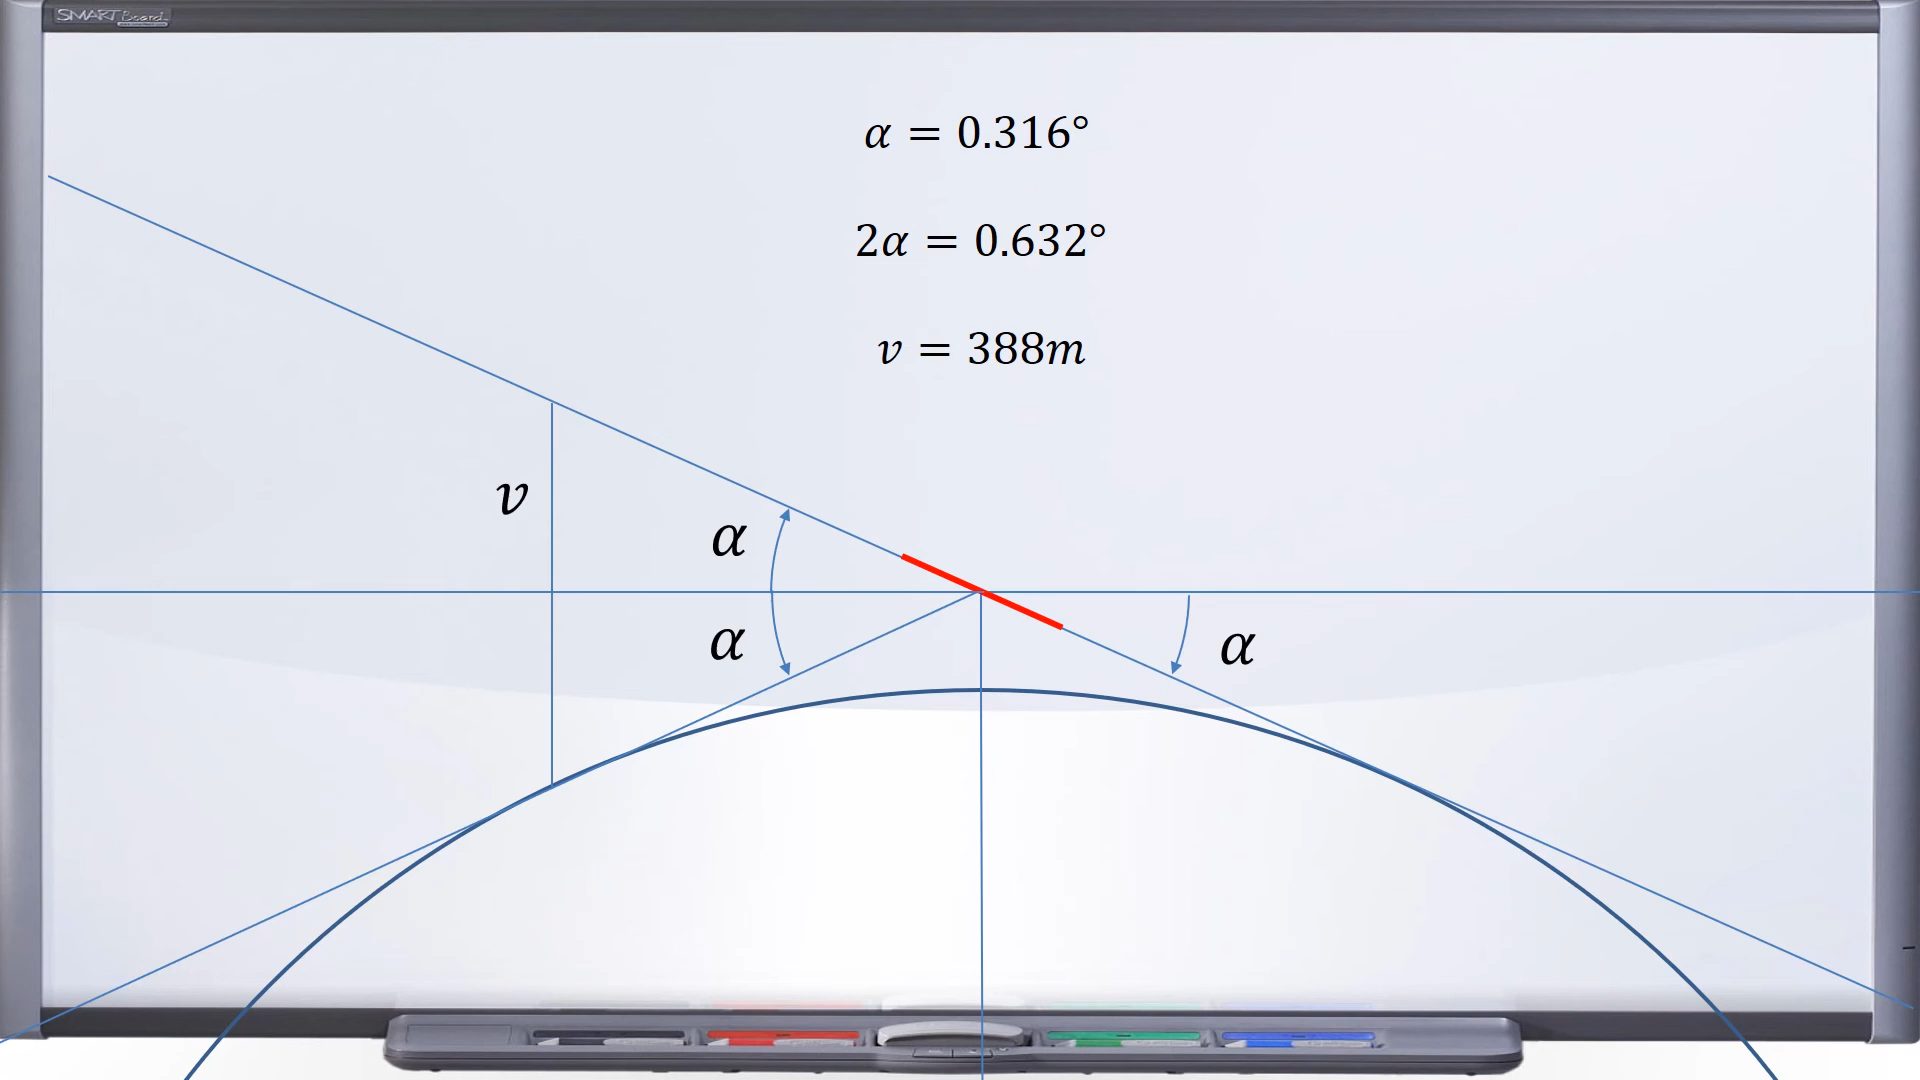 SMART Board
α = 0.316°
2α = 0.632°
v = 388m
v
α
α
α